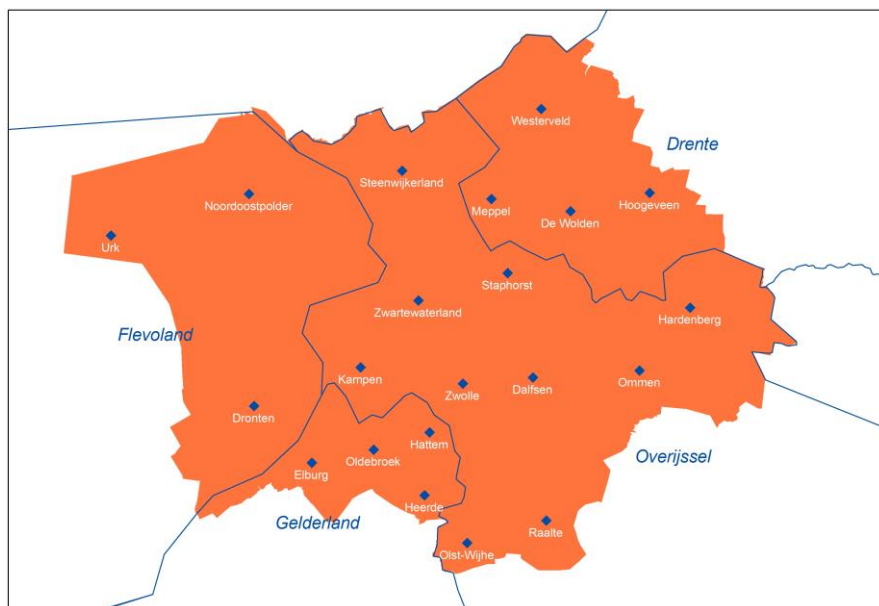 Westerveld
Drente
Steenwijkerland
Noordoostpolder
Meppel
De Wolden
Hoogeveen
Urk
Staphorst
Zwartewaterland
Hardenberg
Flevoland
Kampen
Zwolle
Dalfsen
Ommen
Dronten
Hattem
Oldebroek
Elburg
Overijssel
Heerde
Gelderland
Raalte
Olst-Wijhe